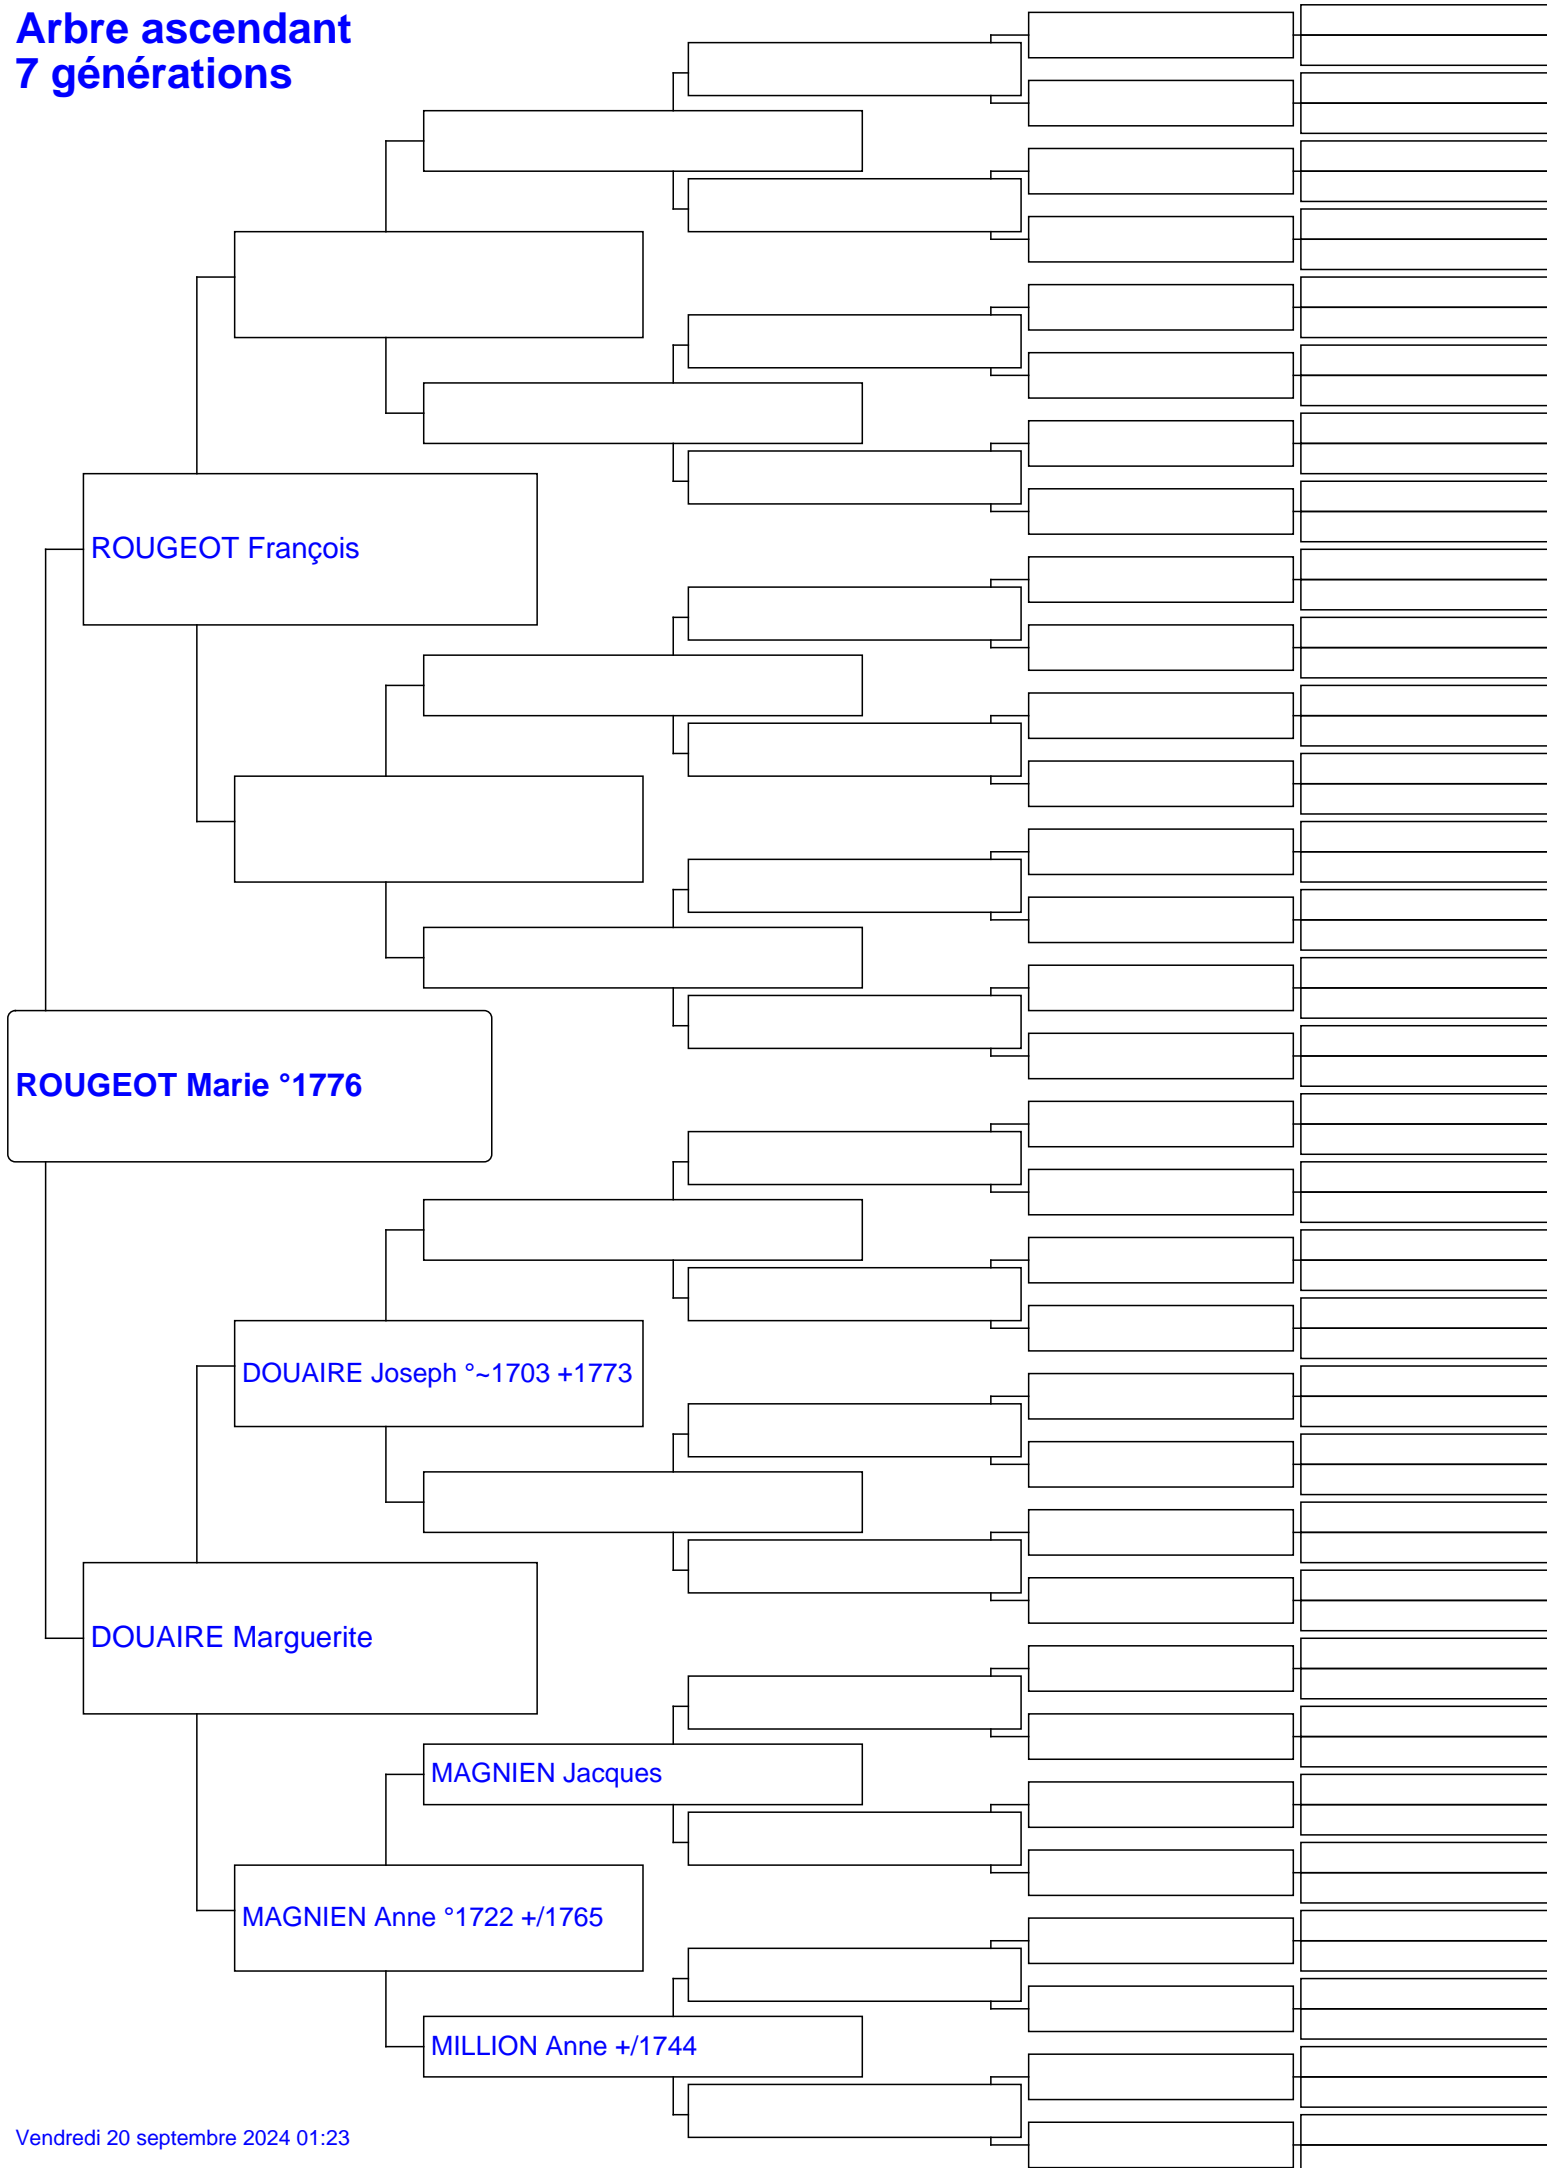 Arbre ascendant
7 générations
ROUGEOT François
ROUGEOT Marie °1776
DOUAIRE Joseph °~1703 +1773
DOUAIRE Marguerite
MAGNIEN Jacques
MAGNIEN Anne °1722 +/1765
MILLION Anne +/1744
Vendredi 20 septembre 2024 01:23